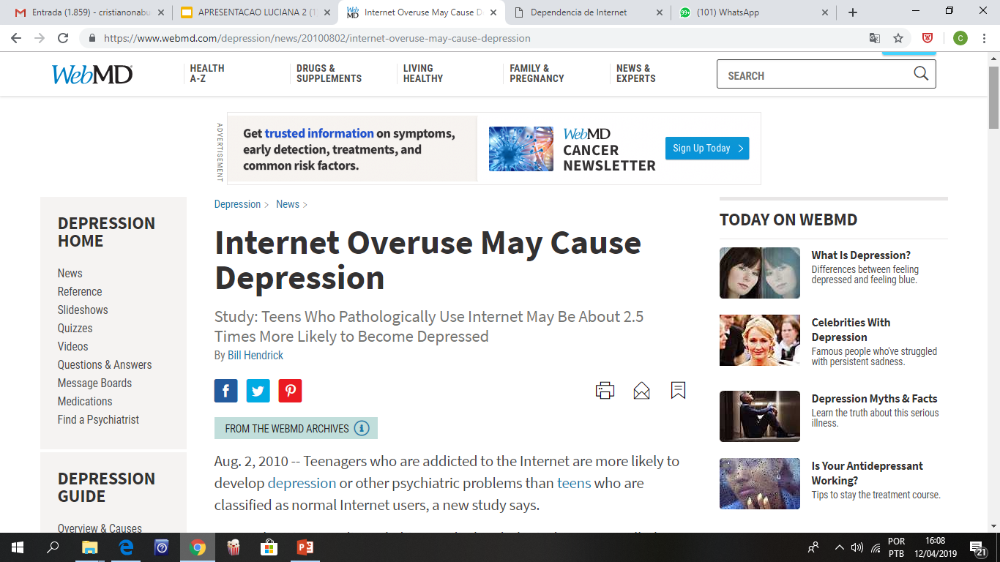 Entrada (1.859) - cristianonabu
APRESENTACAO LUCIANA 2 (1
Internet Overuse May Cause D
Dependencia de Internet
99+
(101) WhatsApp
https://www.webmd.com/depression/news/20100802/internet-overuse-may-cause-depression
C
WebMD
HEALTH
A-Z
DRUGS &
SUPPLEMENTS
LIVING
HEALTHY
FAMILY &
PREGNANCY
NEWS &
EXPERTS
SEARCH
ADVERTISEMENT
Get trusted information on symptoms,
early detection, treatments, and
common risk factors.
WebMD
CANCER
NEWSLETTER
Sign Up Today >
DEPRESSION
HOME
News
Reference
Slideshows
Quizzes
Videos
Questions & Answers
Message Boards
Medications
Find a Psychiatrist
DEPRESSION
GUIDE
Overview & Causes
Depression > News >
Internet Overuse May Cause
Depression
Study: Teens Who Pathologically Use Internet May Be About 2.5
Times More Likely to Become Depressed
By Bill Hendrick
FROM THE WEBMD ARCHIVES
Aug. 2, 2010 -- Teenagers who are addicted to the Internet are more likely to
develop depression or other psychiatric problems than teens who are
classified as normal Internet users, a new study says.
TODAY ON WEBMD
What Is Depression?
Differences between feeling
depressed and feeling blue.
Celebrities With
Depression
Famous people who've struggled
with persistent sadness.
Depression Myths & Facts
Learn the truth about this serious
illness.
Is Your Antidepressant
Working?
Tips to stay the treatment course.
POR
PTB
16:08
12/04/2019
21